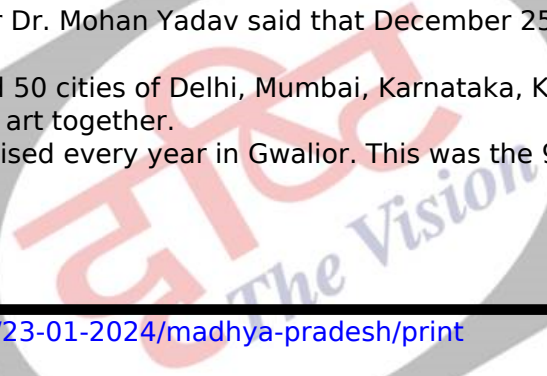 Dr. Mohan Yadav said that December 25
50 cities of Delhi, Mumbai, Karnataka, K
art together.
ised every year in Gwalior. This was the 9
दृष्टि
The Vision
/23-01-2024/madhya-pradesh/print